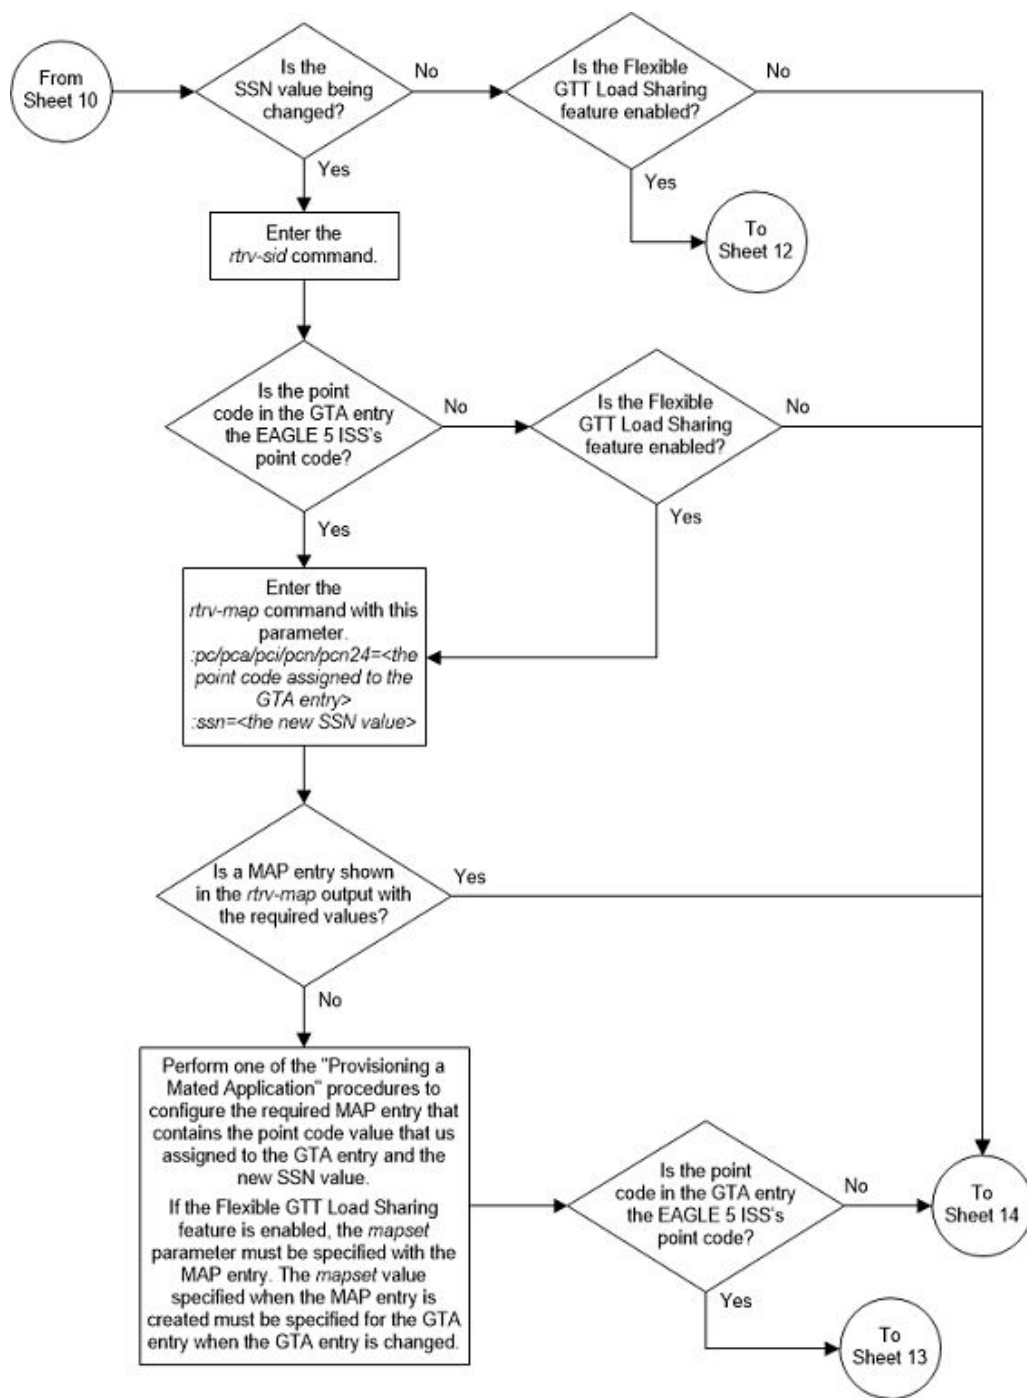 From
Sheet 10
Is the
SSN value being
changed?
No
Is the Flexible
GTT Load Sharing
feature enabled?
No
Yes
Yes
To
Sheet 12
Enter the
rtrv-sid command.
Is the point
code in the GTA entry
the EAGLE 5 ISS's
point code?
No
Is the Flexible
GTT Load Sharing
feature enabled?
No
Yes
Yes
Enter the
rtrv-map command with this
parameter.
:pc/pca/pci/pcn/pcn24=<the
point code assigned to the
GTA entry>
:ssn=<the new SSN value>
Is a MAP entry shown
in the rtrv-map output with
the required values?
Yes
No
Perform one of the "Provisioning a
Mated Application" procedures to
configure the required MAP entry that
contains the point code value that us
assigned to the GTA entry and the
new SSN value.
If the Flexible GTT Load Sharing
feature is enabled, the mapset
parameter must be specified with the
MAP entry. The mapset value
specified when the MAP entry is
created must be specified for the GTA
entry when the GTA entry is changed.
Is the point
code in the GTA entry
the EAGLE 5 ISS's
point code?
No
To
Sheet 14
Yes
To
Sheet 13